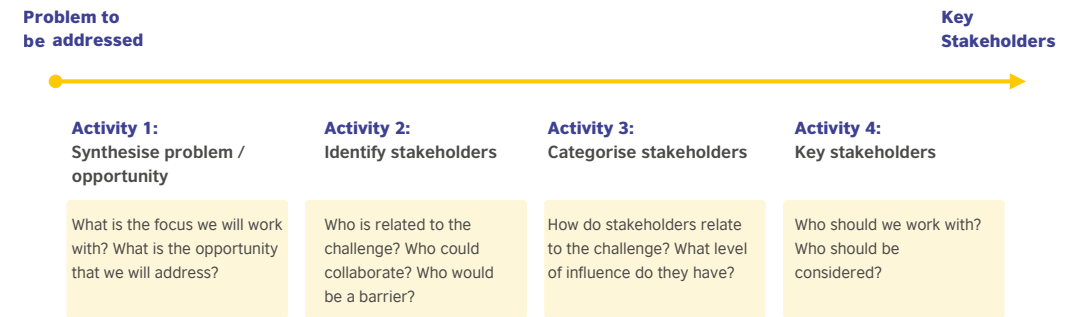 Problem to
be addressed
Key
Stakeholders
Activity 1:
Synthesise problem /
opportunity
What is the focus we will work
with? What is the opportunity
that we will address?
Activity 2:
Identify stakeholders
Who is related to the
challenge? Who could
collaborate? Who would
be a barrier?
Activity 3:
Categorise stakeholders
How do stakeholders relate
to the challenge? What level
of influence do they have?
Activity 4:
Key stakeholders
Who should we work with?
Who should be
considered?